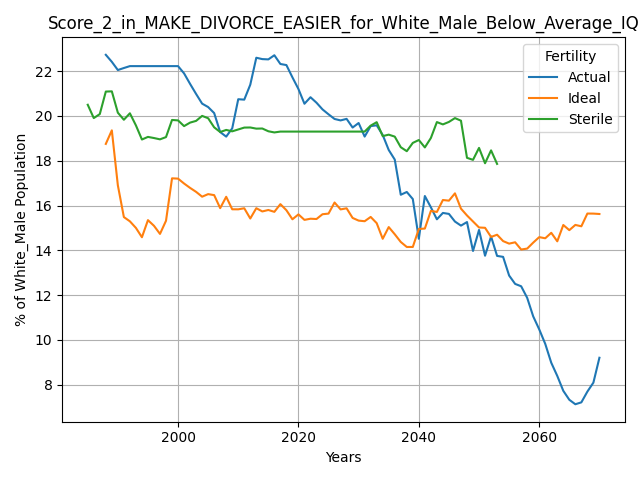 Score_2_in_MAKE_DIVORCE_EASIER_for_White_Male_Below_Average_IQ
Fertility
Actual
Ideal
Sterile
% of White_Male Population
22
20
18
16
14
12
10
8
2000
2020
2040
2060
Years